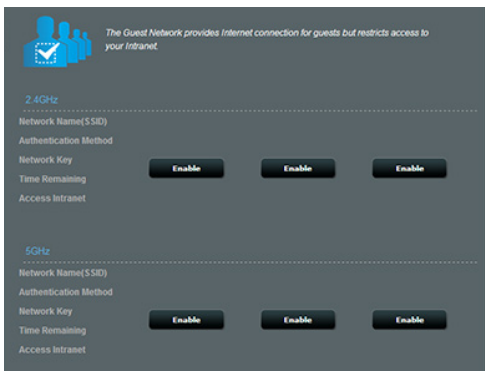 The Guest Network provides Internet connection for guests but restricts access to
your Intranet.
2.4GHz
Network Name(SSID)
Authentication Method
Network Key
Enable Enable Enable
Time Remaining
Access Intranet
5GHz
Network Name(SSID)
Authentication Method
Network Key
Enable Enable Enable
Time Remaining
Access Intranet